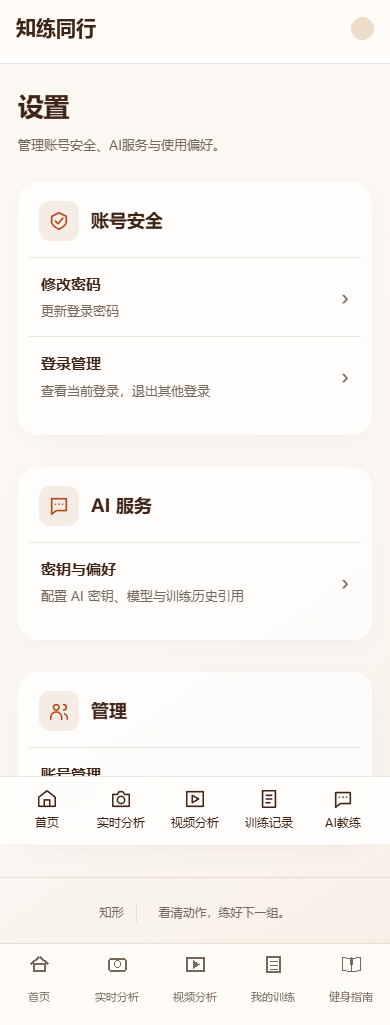 知练同行
设置
管理账号安全、AI服务与使用偏好。
账号安全
修改密码
更新登录密码
登录管理
查看当前登录，退出其他登录
AI 服务
密钥与偏好
配置 AI 密钥、模型与训练历史引用
管理
账号管理
首页 实时分析 视频分析 训练记录 AI教练
知形 看清动作，练好下一组。
首页 实时分析 视频分析 我的训练 健身指南